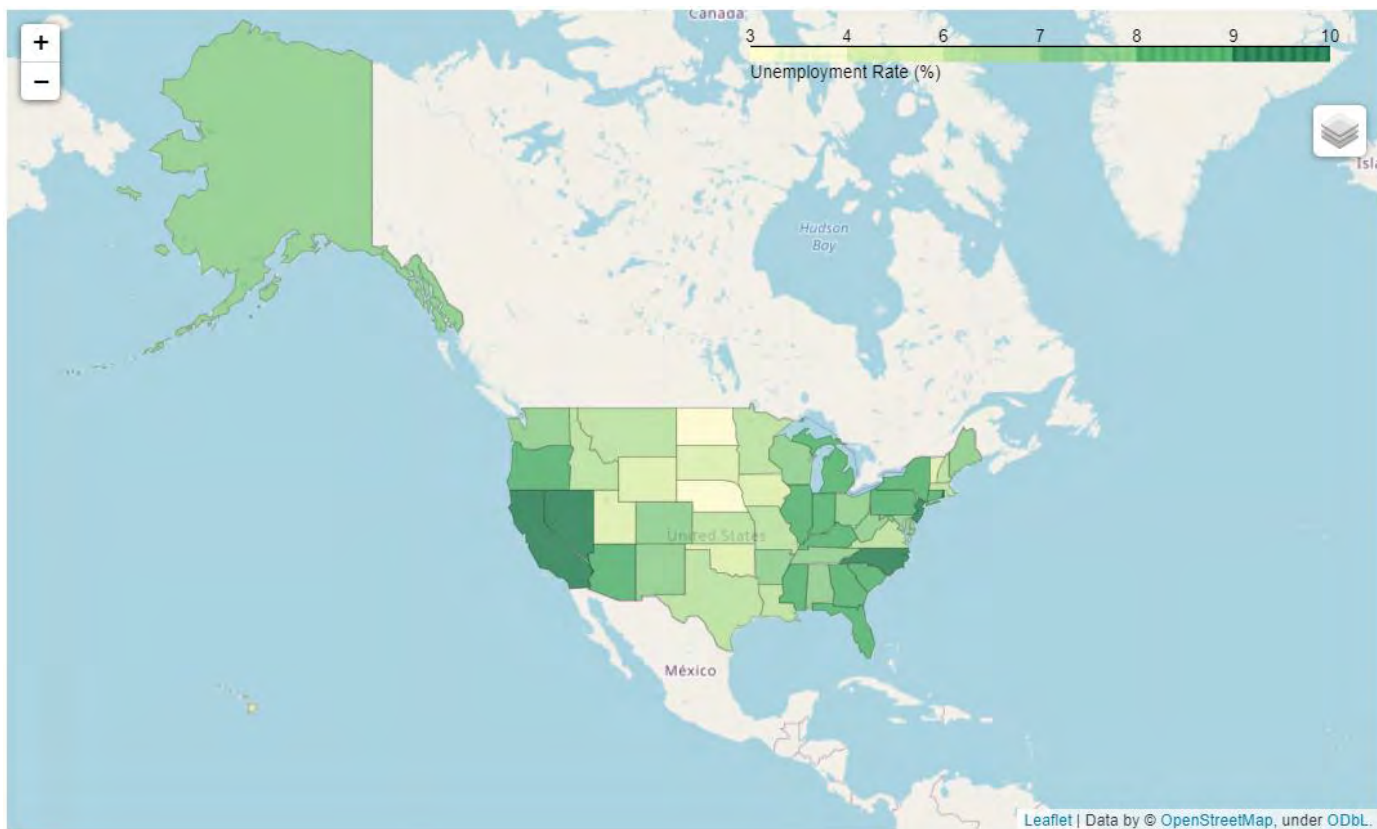 Canada
+
−
3 4 6 7 8 9 10
Unemployment Rate (%)
Isla
Hudson
Bay
United States
México
Leaflet | Data by © OpenStreetMap, under ODbL.